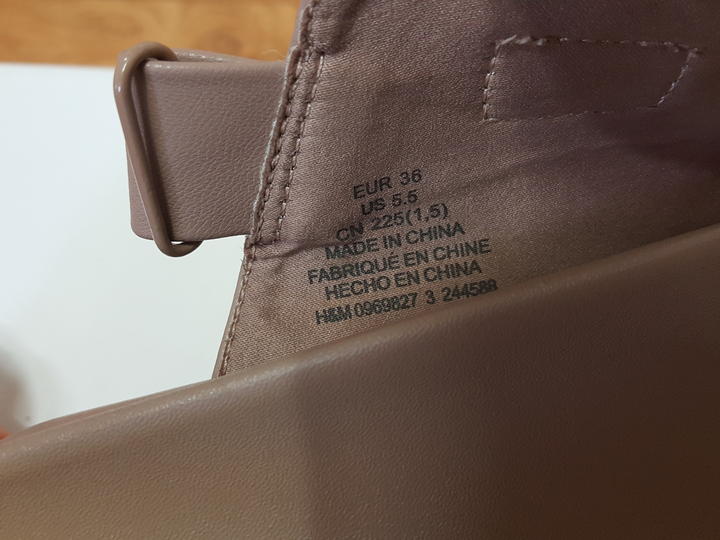 EUR 36
US 5.5
CN 225(1,5)
MADE IN CHINA
FABRIQUE EN CHINE
HECHO EN CHINA
H&M 0969827 3 244588